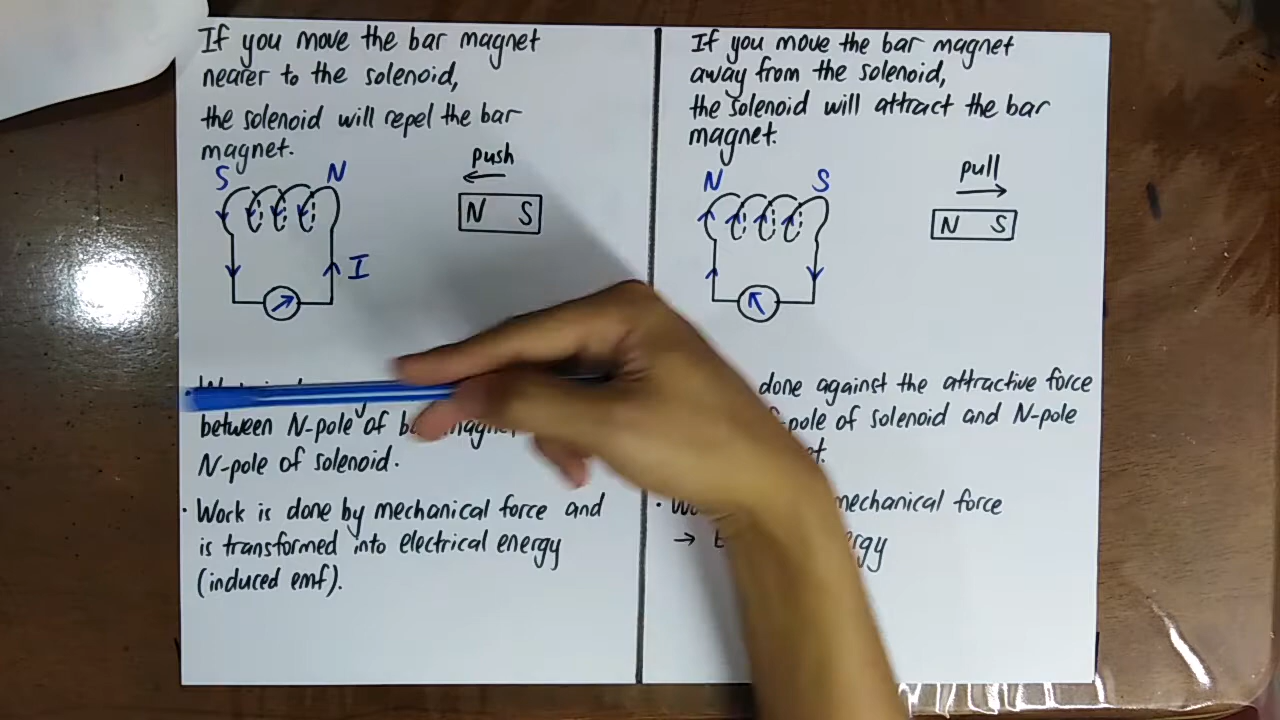 If you move the bar magnet
nearer to the solenoid,
the solenoid will repel the bar
magnet.
push
S N
N S
I
between N-pole of
N-pole of solenoid.
· Work is done by mechanical force and
is transformed into electrical energy
(induced emf).
If you move the bar magnet
away from the solenoid,
the solenoid will attract the bar
magnet.
pull
N S
N S
done against the attractive force
pole of solenoid and N-pole
mechanical force
→